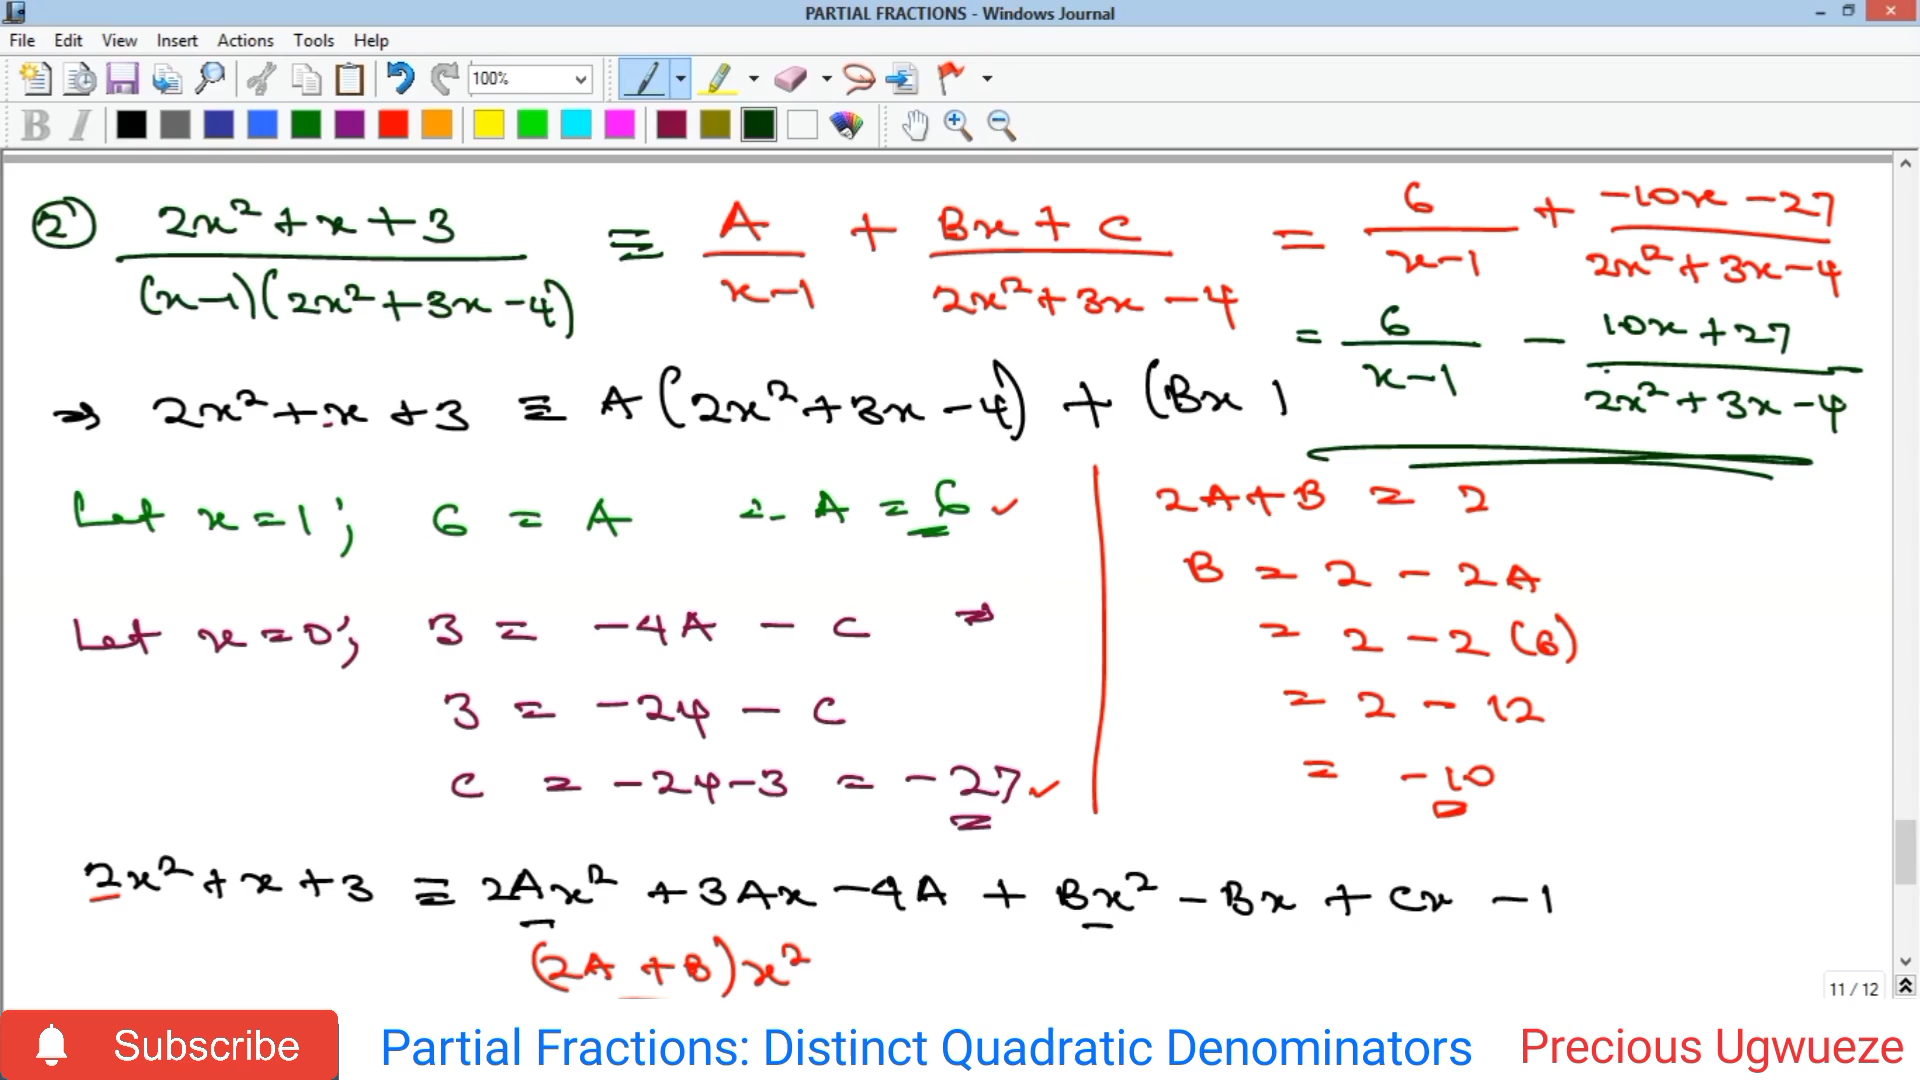 PARTIAL FRACTIONS - Windows Journal
File Edit View Insert Actions Tools Help
100%
B I
2) (2x² + x + 3) / ((x-1)(2x² + 3x - 4)) ≡ A/(x-1) + (Bx + C)/(2x² + 3x - 4) = 6/(x-1) + (-10x - 27)/(2x² + 3x - 4)
= 6/(x-1) - (10x + 27)/(2x² + 3x - 4)
⇒ 2x² + x + 3 ≡ A(2x² + 3x - 4) + (Bx )
Let x = 1; 6 = A ∴ A = 6 ✓
Let x = 0; 3 = -4A - C ⇒
3 = -24 - C
C = -24-3 = -27 ✓
2A + B = 2
B = 2 - 2A
= 2 - 2(6)
= 2 - 12
= -10
2x² + x + 3 ≡ 2Ax² + 3Ax - 4A + Bx² - Bx + Cx - 1
(2A + B)x²
11 / 12
Subscribe
Partial Fractions: Distinct Quadratic Denominators
Precious Ugwueze